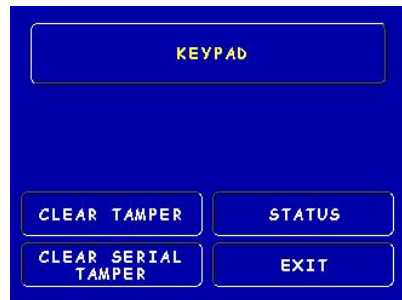 KEYPAD
CLEAR TAMPER
STATUS
CLEAR SERIAL
TAMPER
EXIT